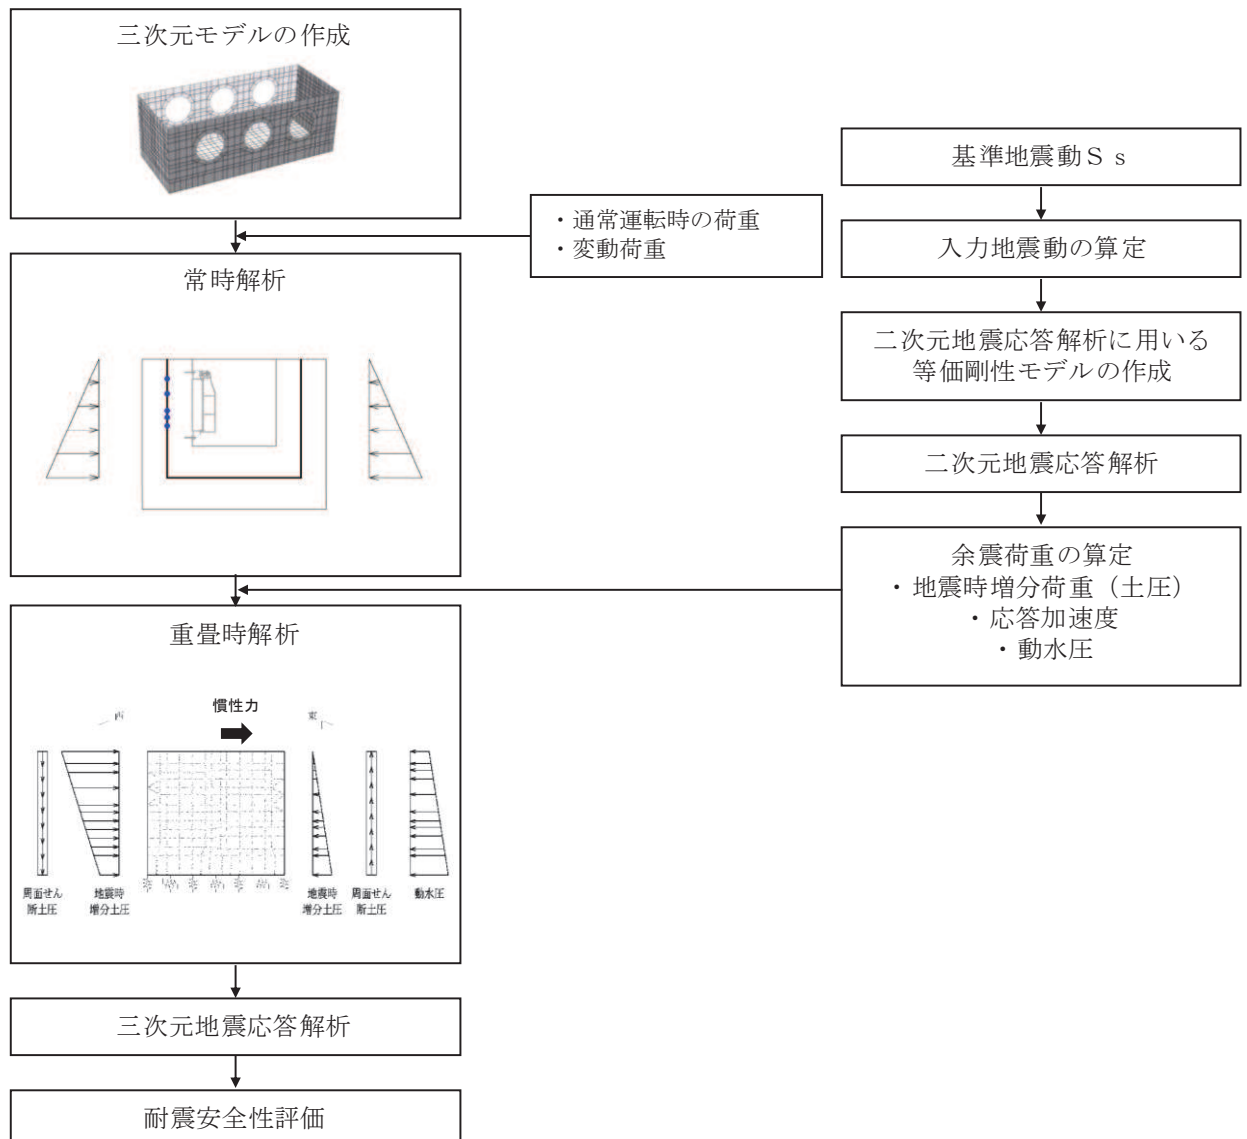 三次元モデルの作成
・通常運転時の荷重
・変動荷重
常時解析
基準地震動Ｓｓ
入力地震動の算定
二次元地震応答解析に用いる
等価剛性モデルの作成
二次元地震応答解析
余震荷重の算定
・地震時増分荷重（土圧）
・応答加速度
・動水圧
重畳時解析
慣性力
西
東
周面せん
断土圧
地震時
増分土圧
地震時
増分土圧
周面せん
断土圧
動水圧
三次元地震応答解析
耐震安全性評価